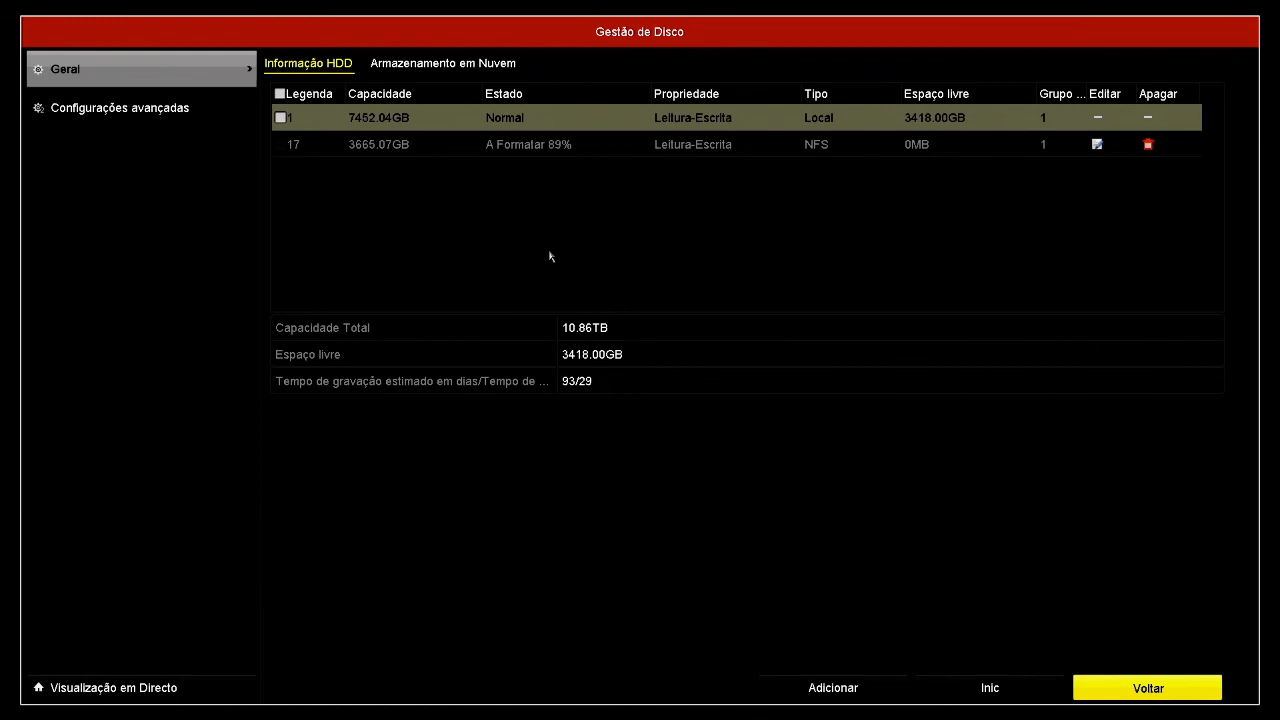 Gestão de Disco
Geral
Configurações avançadas
Informação HDD Armazenamento em Nuvem
Legenda Capacidade Estado Propriedade Tipo Espaço livre Grupo ... Editar Apagar
1 7452.04GB Normal Leitura-Escrita Local 3418.00GB 1 — —
17 3665.07GB A Formatar 89% Leitura-Escrita NFS 0MB 1
Capacidade Total 10.86TB
Espaço livre 3418.00GB
Tempo de gravação estimado em dias/Tempo de ... 93/29
Visualização em Directo
Adicionar Inic Voltar